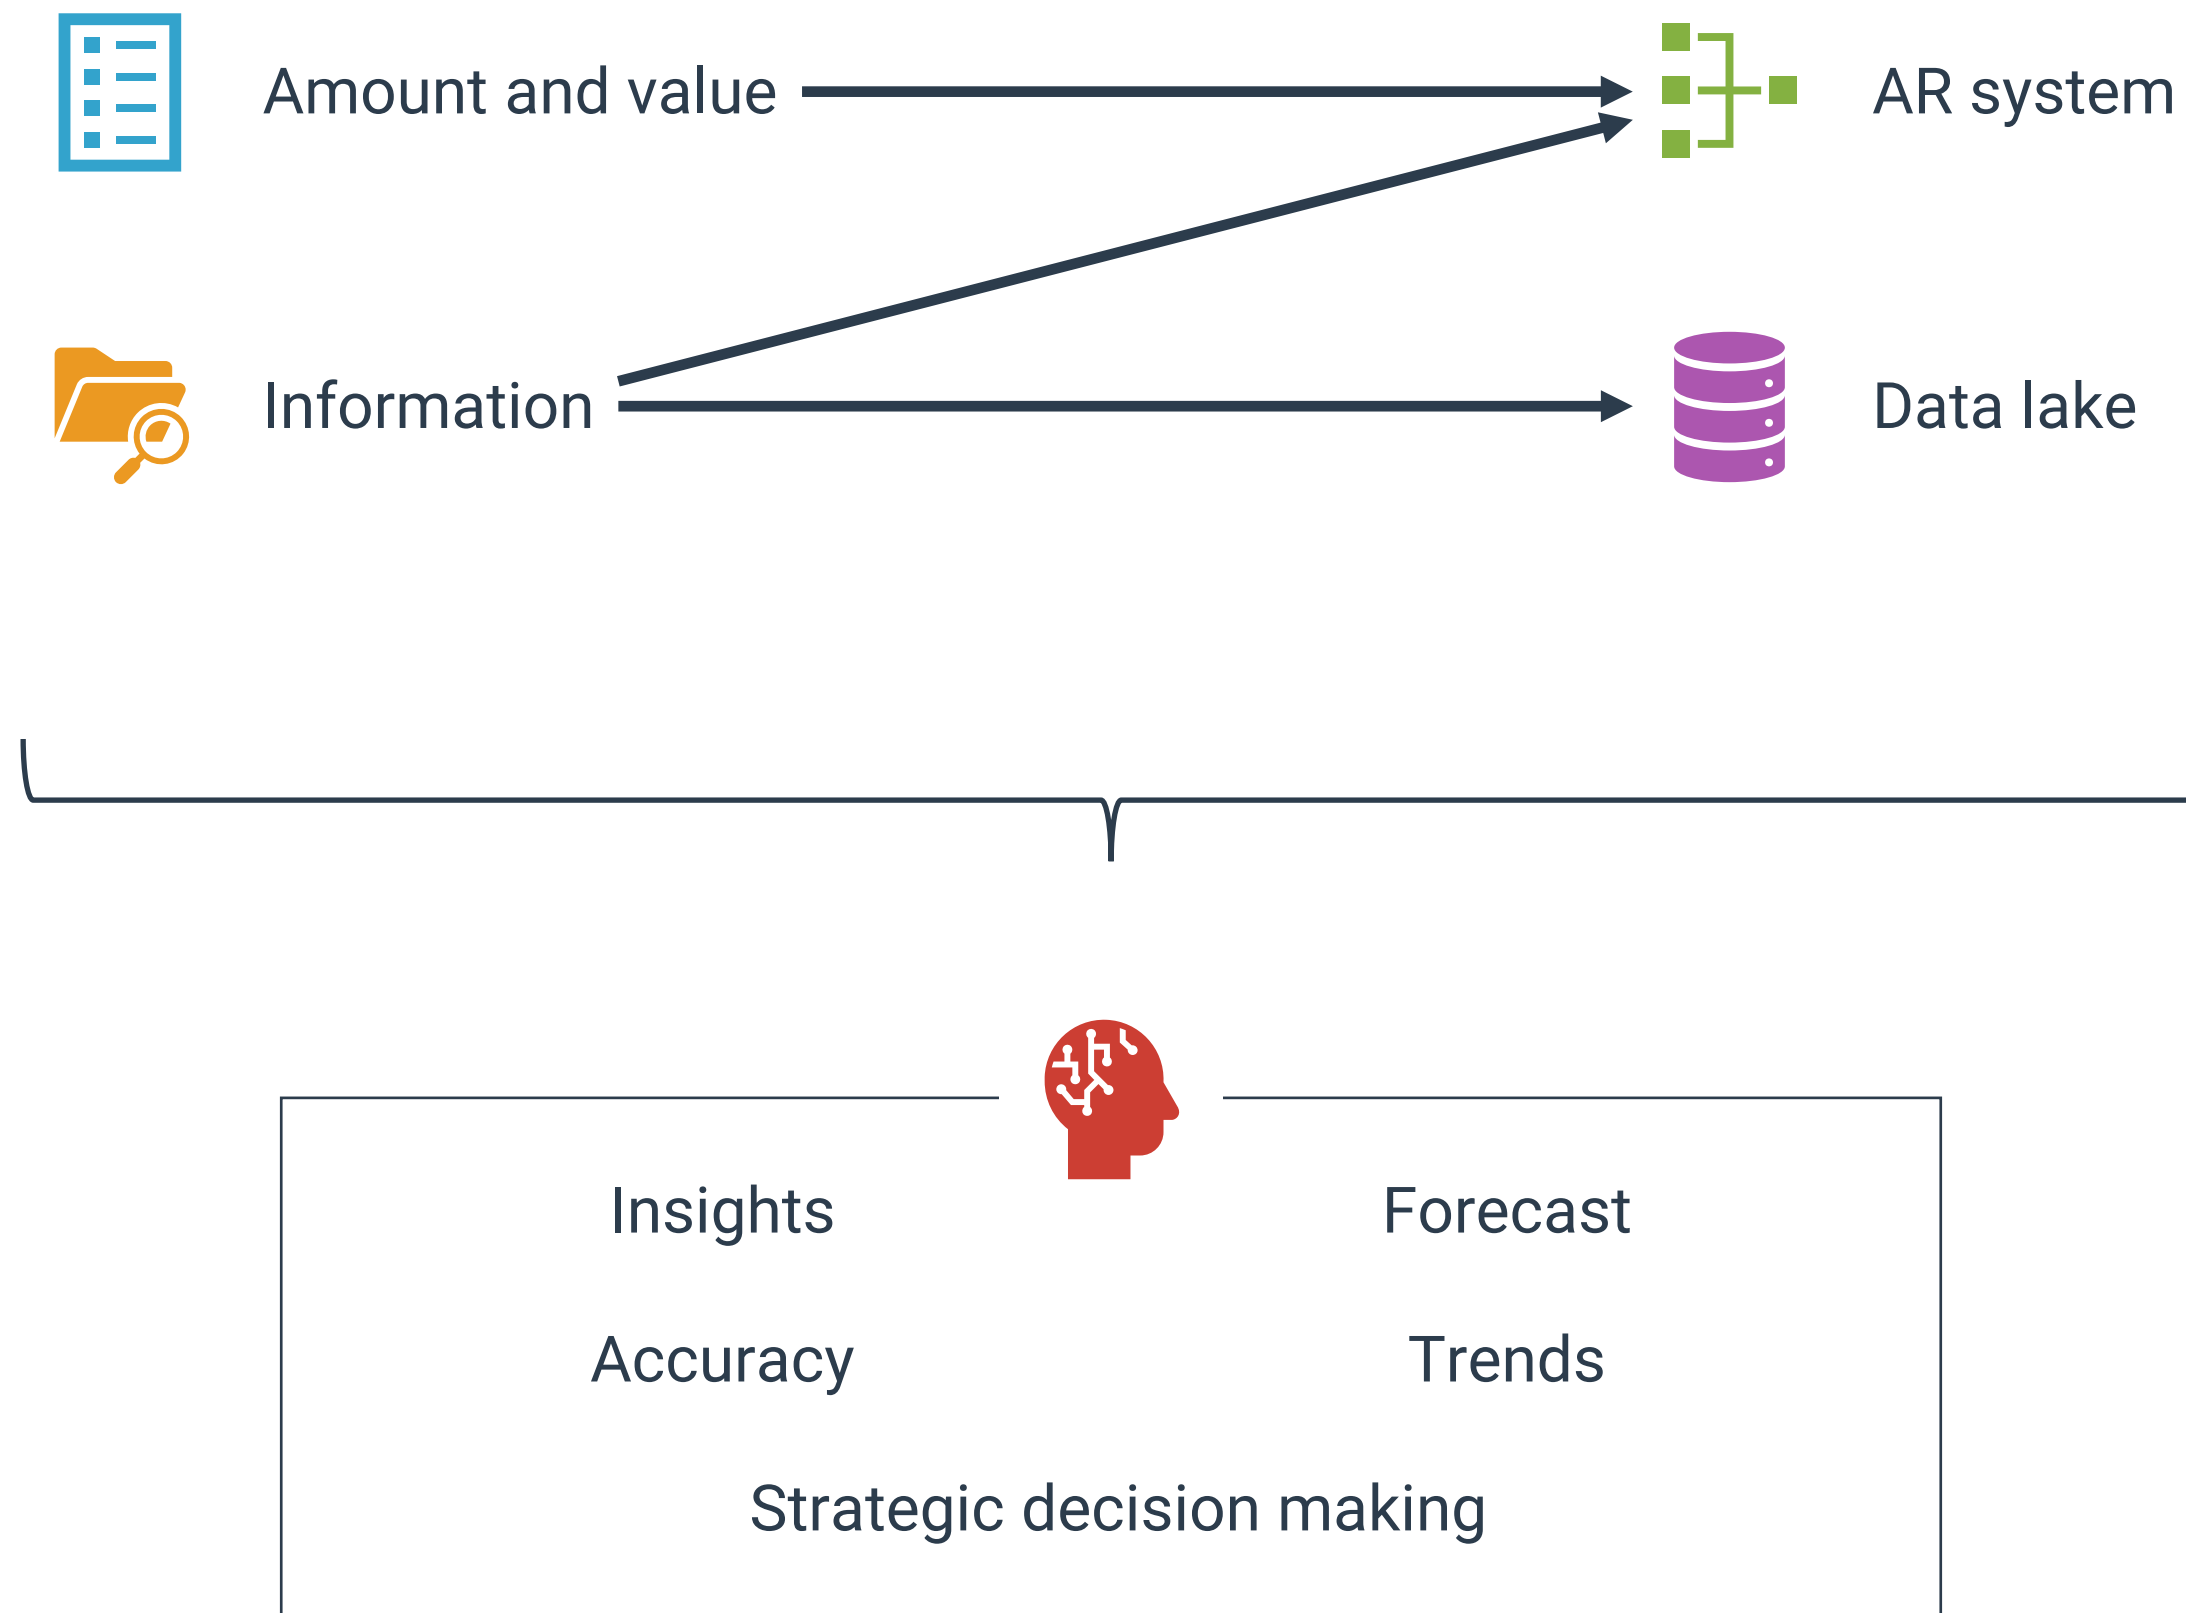 Amount and value
AR system
Information
Data lake
Insights
Forecast
Accuracy
Trends
Strategic decision making